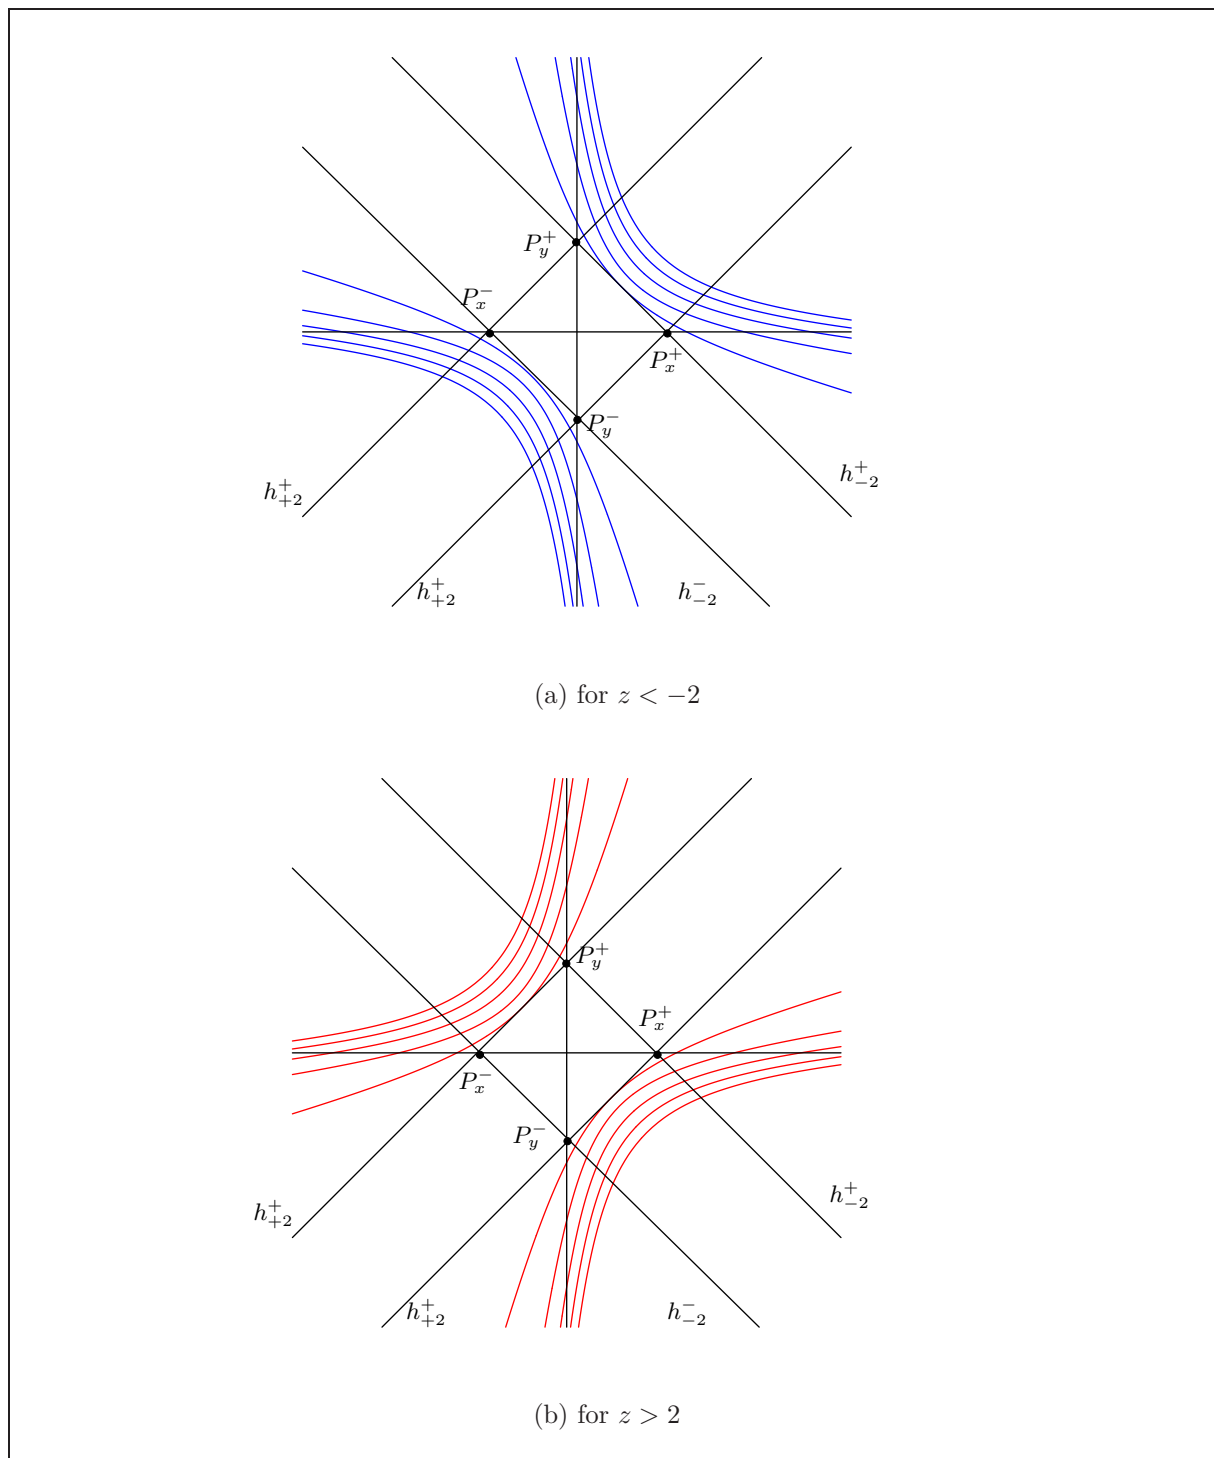 P_y^+
P_x^-
P_x^+
P_y^-
h_{-2}^+
h_{+2}^+
h_{+2}^+ h_{-2}^-
(a) for z < −2
P_y^+
P_x^+
P_x^-
P_y^-
h_{-2}^+
h_{+2}^+
h_{+2}^+ h_{-2}^-
(b) for z > 2